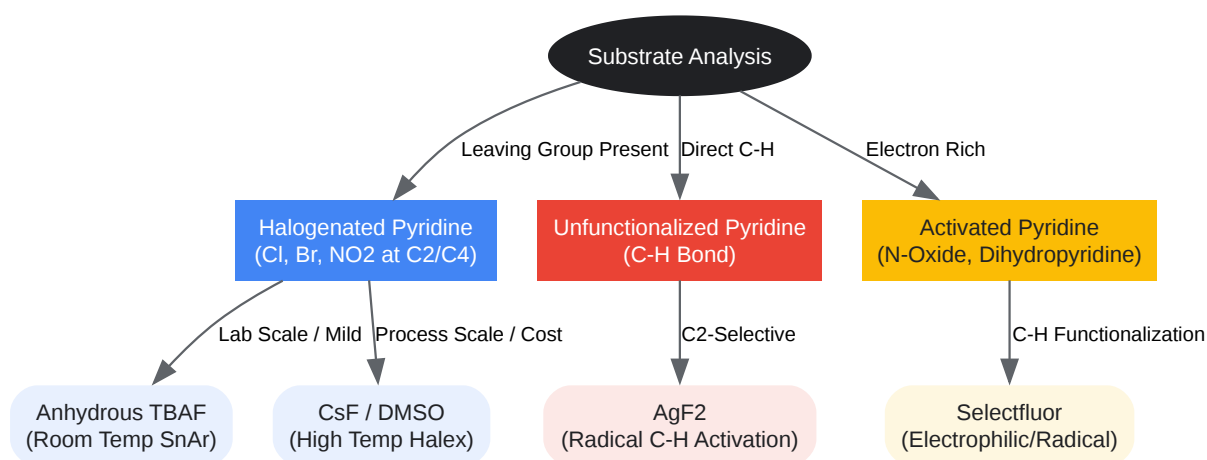 Substrate Analysis
Leaving Group Present
Direct C-H
Electron Rich
Halogenated Pyridine
(Cl, Br, NO2 at C2/C4)
Unfunctionalized Pyridine
(C-H Bond)
Activated Pyridine
(N-Oxide, Dihydropyridine)
Lab Scale / Mild
Process Scale / Cost
C2-Selective
C-H Functionalization
Anhydrous TBAF
(Room Temp SnAr)
CsF / DMSO
(High Temp Halex)
AgF2
(Radical C-H Activation)
Selectfluor
(Electrophilic/Radical)